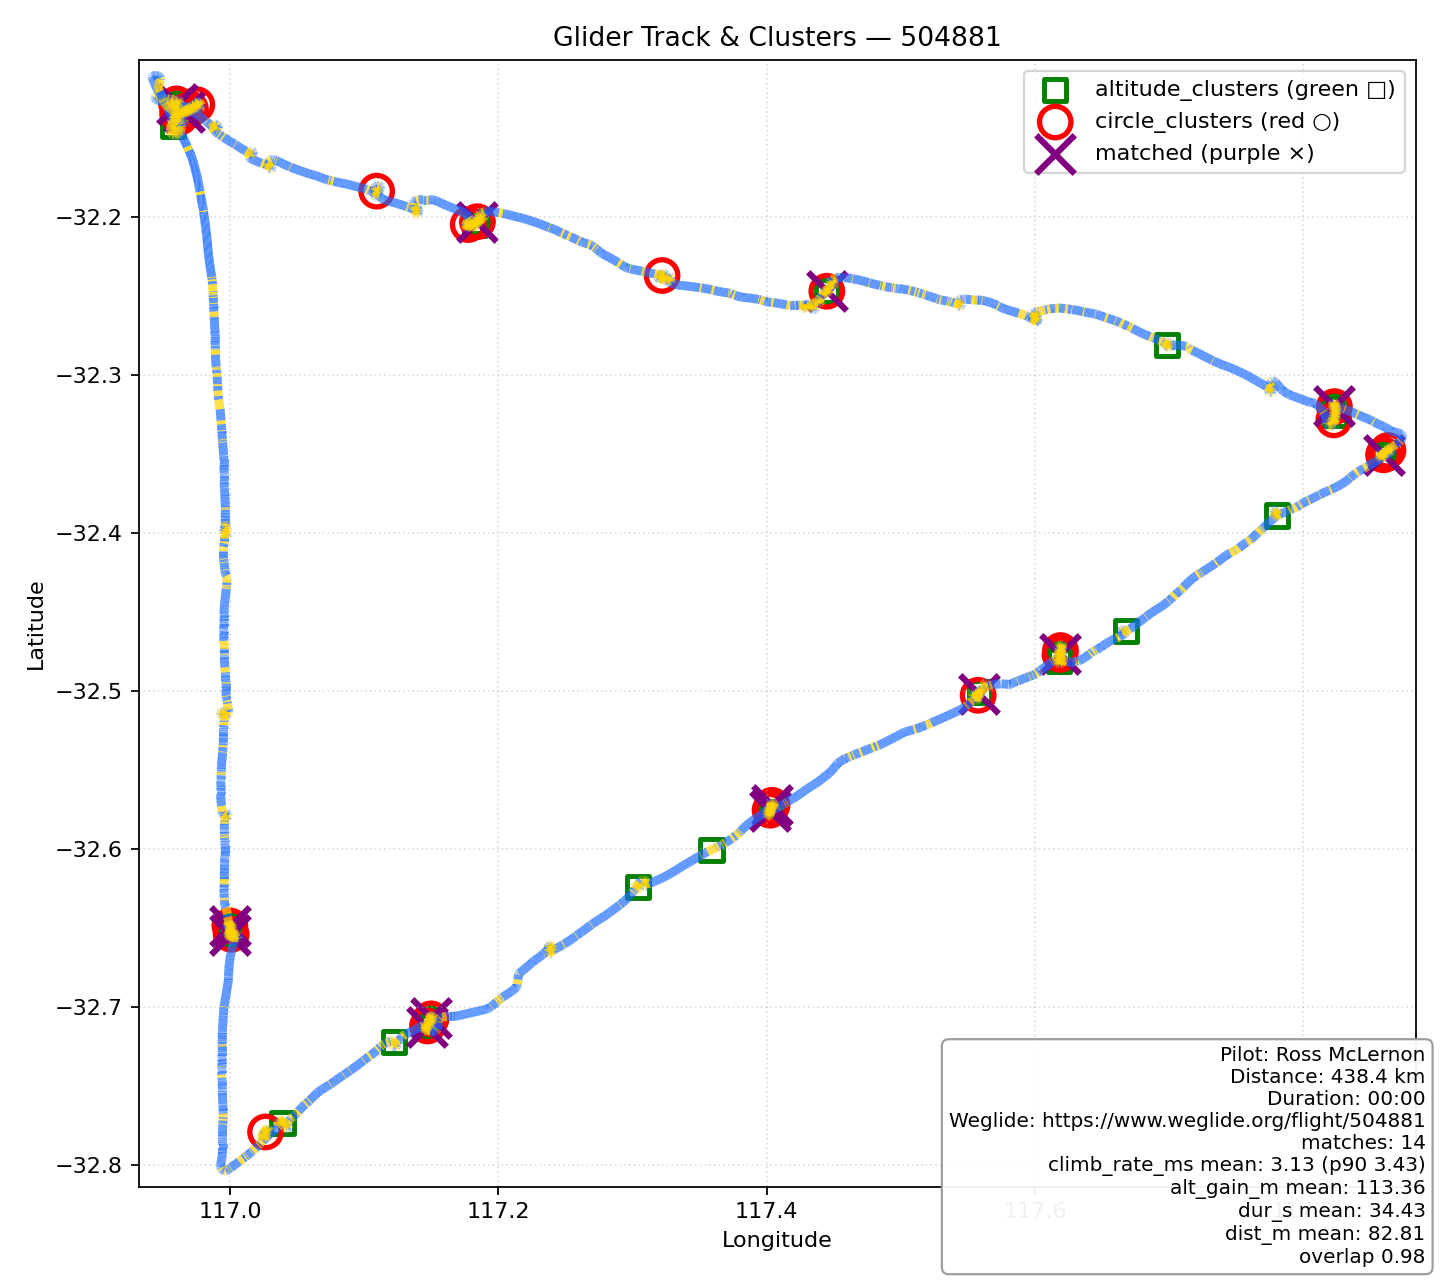 Glider Track & Clusters — 504881
altitude_clusters (green □)
circle_clusters (red ○)
matched (purple ×)
−32.2
−32.3
−32.4
−32.5
−32.6
−32.7
−32.8
Latitude
117.0
117.2
117.4
117.6
Longitude
Pilot: Ross McLernon
Distance: 438.4 km
Duration: 00:00
Weglide: https://www.weglide.org/flight/504881
matches: 14
climb_rate_ms mean: 3.13 (p90 3.43)
alt_gain_m mean: 113.36
dur_s mean: 34.43
dist_m mean: 82.81
overlap 0.98